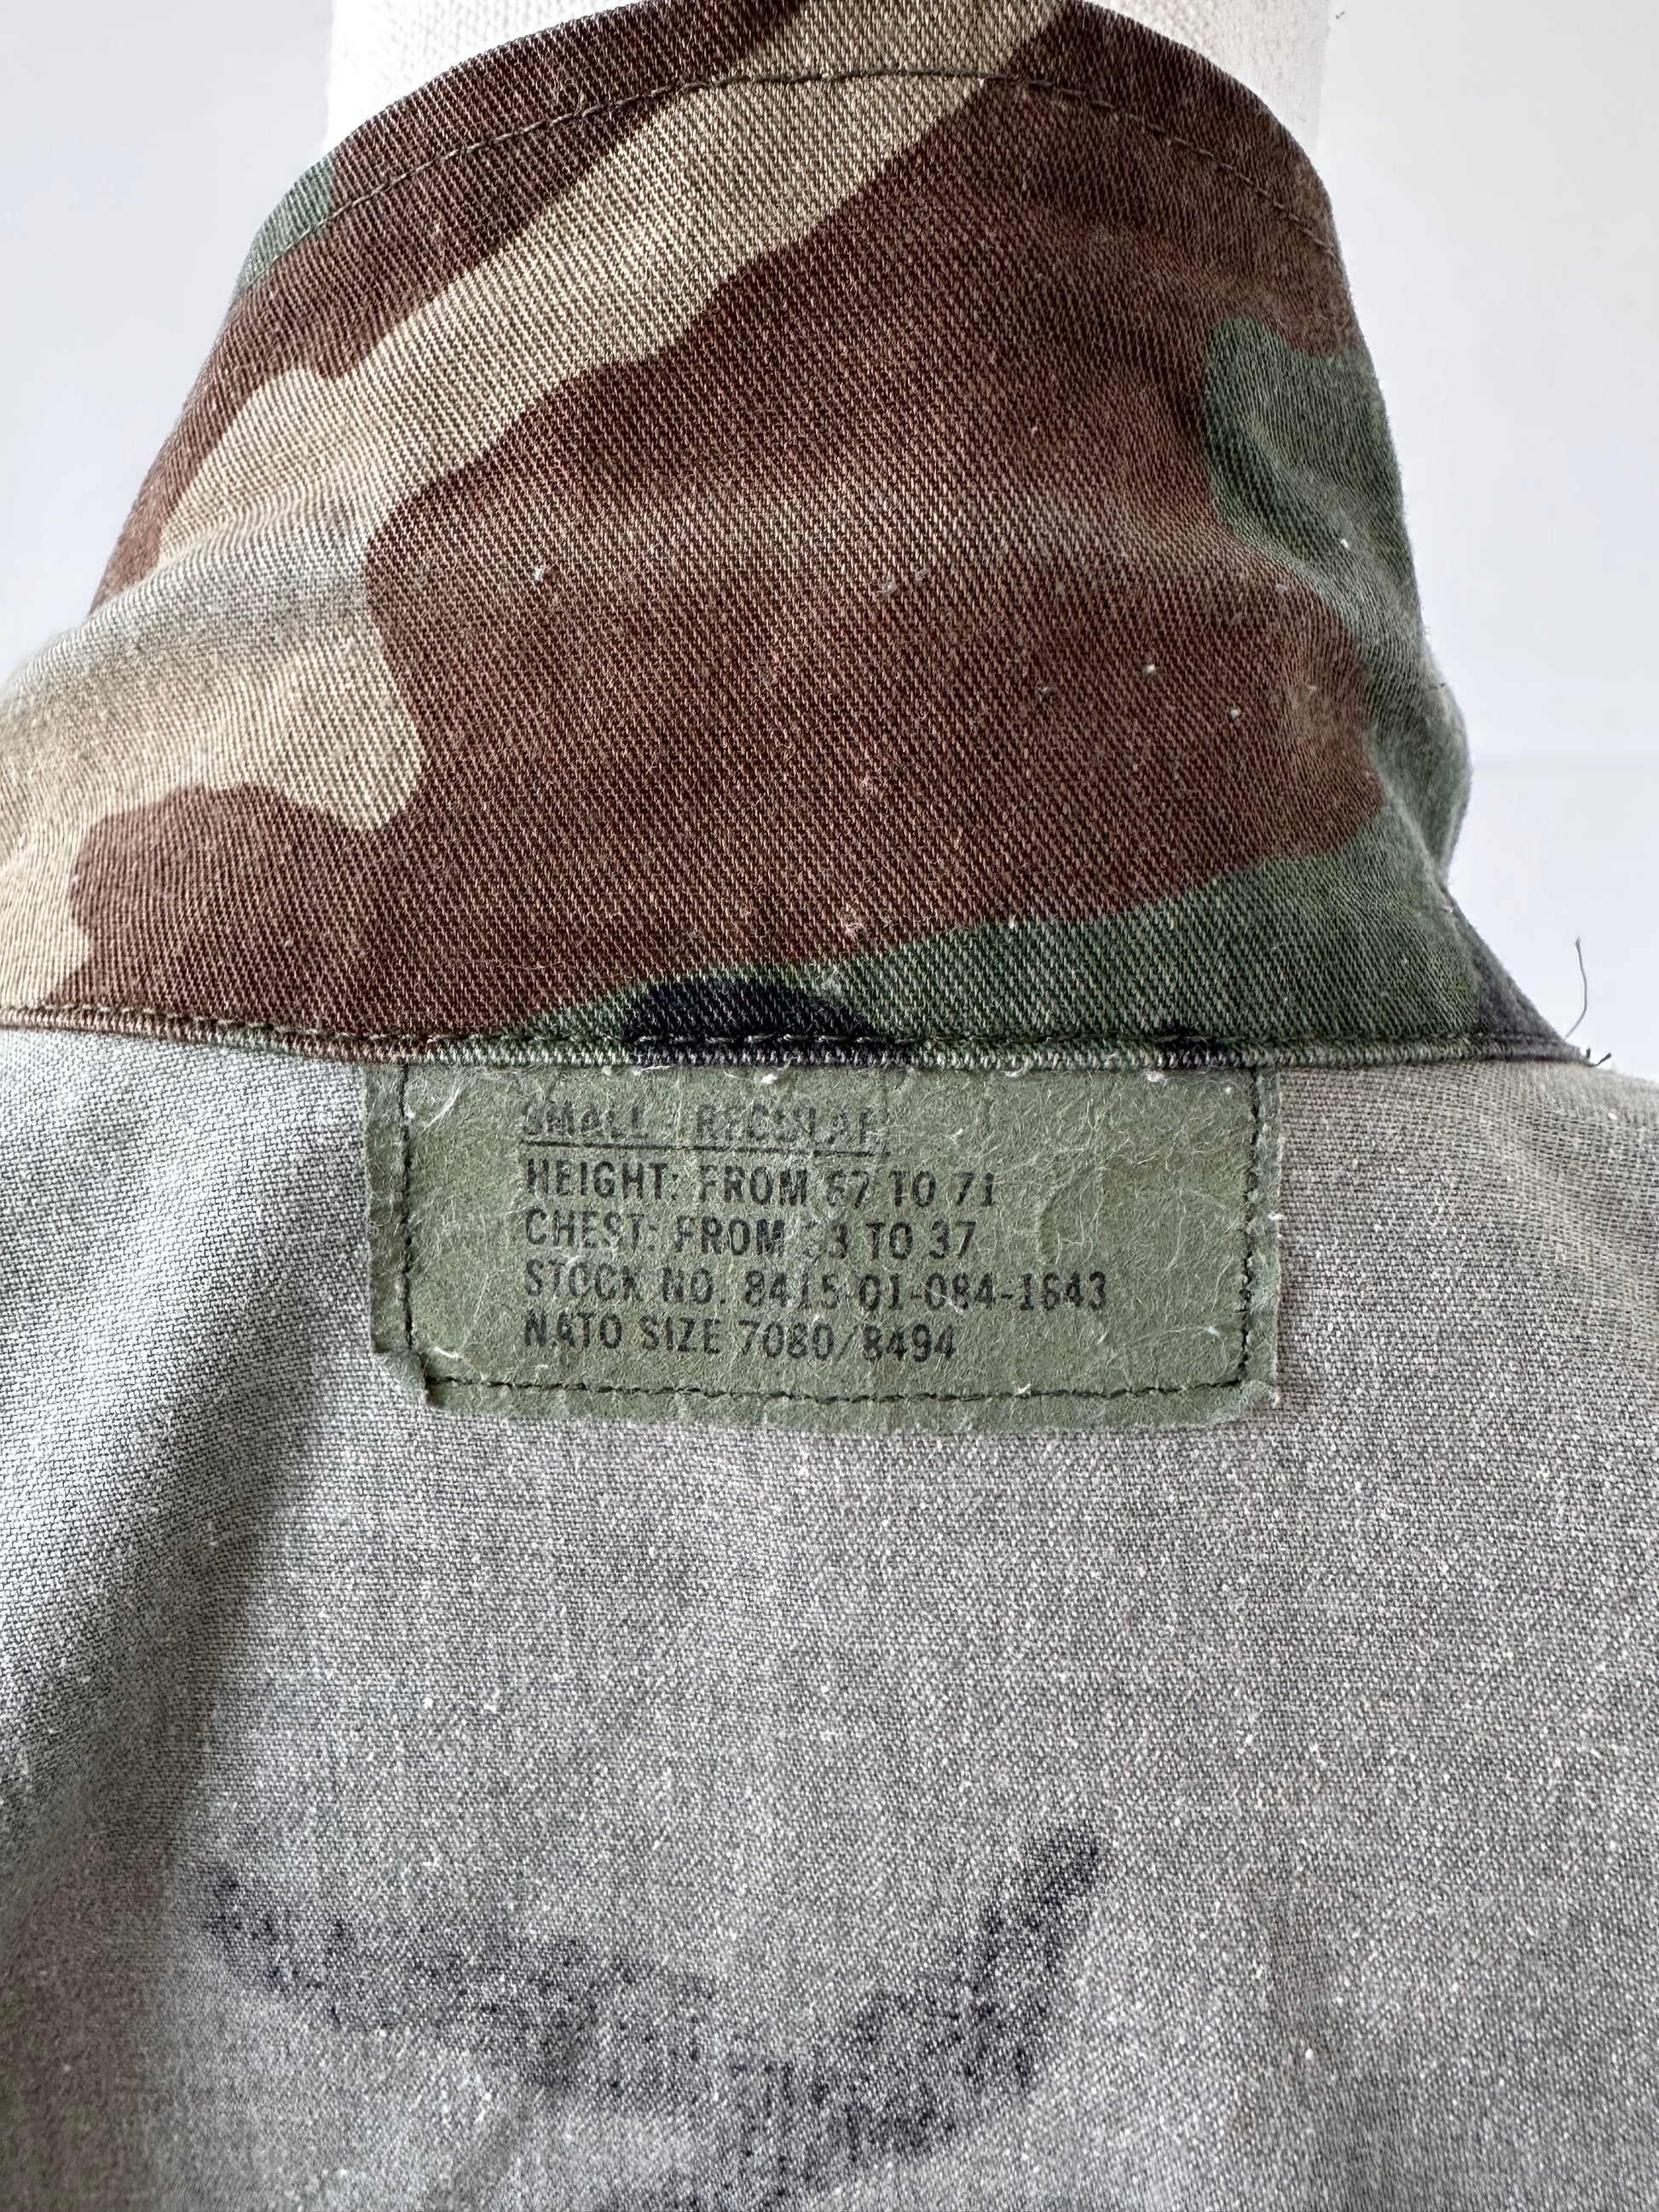 SMALL - REGULAR
HEIGHT: FROM 67 TO 71
CHEST: FROM 33 TO 37
STOCK NO. 8415-01-084-1643
NATO SIZE 7080/8494